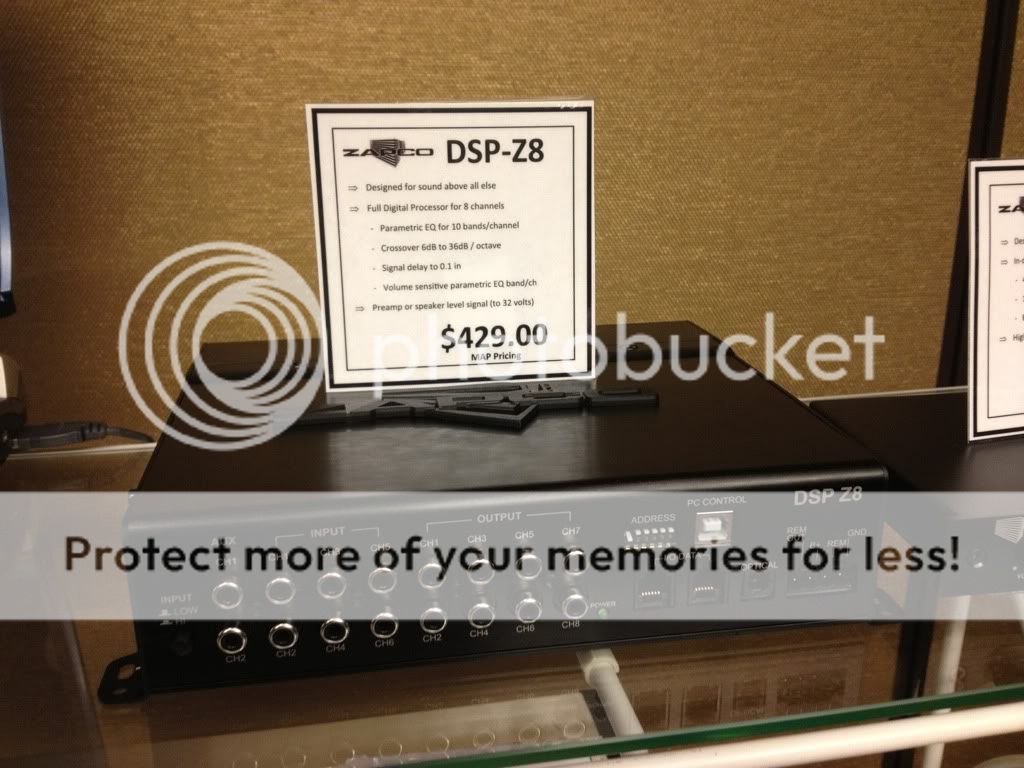 ZAPCO DSP-Z8
⇒ Designed for sound above all else
⇒ Full Digital Processor for 8 channels
- Parametric EQ for 10 bands/channel
- Crossover 6dB to 36dB / octave
- Signal delay to 0.1 in
- Volume sensitive parametric EQ band/ch
⇒ Preamp or speaker level signal (to 32 volts)
$429.00
MAP Pricing
photobucket
ZAPCO
PC CONTROL
DSP Z8
INPUT
OUTPUT
ADDRESS
AUX
CH1
CH5
CH1
CH3
CH5
CH7
REM
GND
REM
Protect more of your memories for less!
OPTICAL
INPUT
LOW
HI
POWER
CH2
CH2
CH4
CH6
CH2
CH4
CH6
CH8